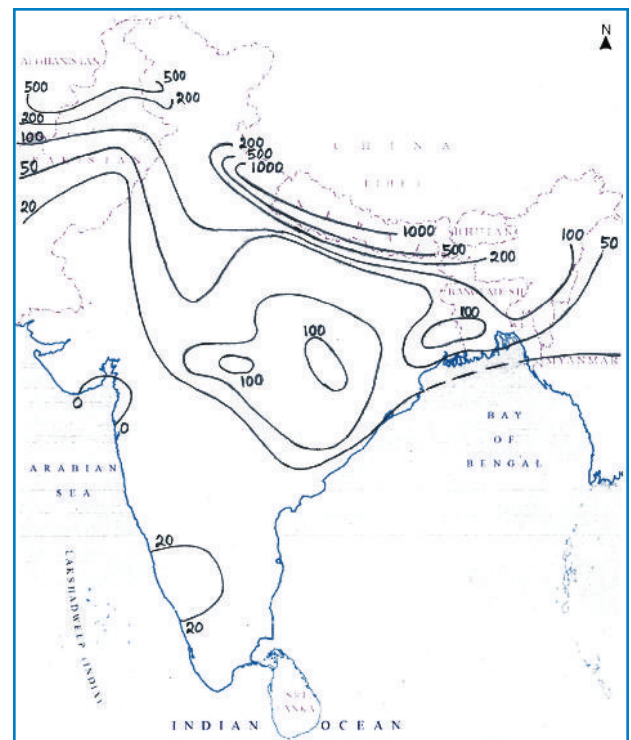 N
AFGHANISTAN
500
500
200
200
100
PAKISTAN
50
20
CHINA
TIBET
200
500
1000
1000
500
200
BHUTAN
100
50
BANGLADESH
100
100
100
MYANMAR
0
0
ARABIAN
SEA
BAY
OF
BENGAL
20
20
LAKSHADWEEP (INDIA)
SRI
LANKA
INDIAN OCEAN